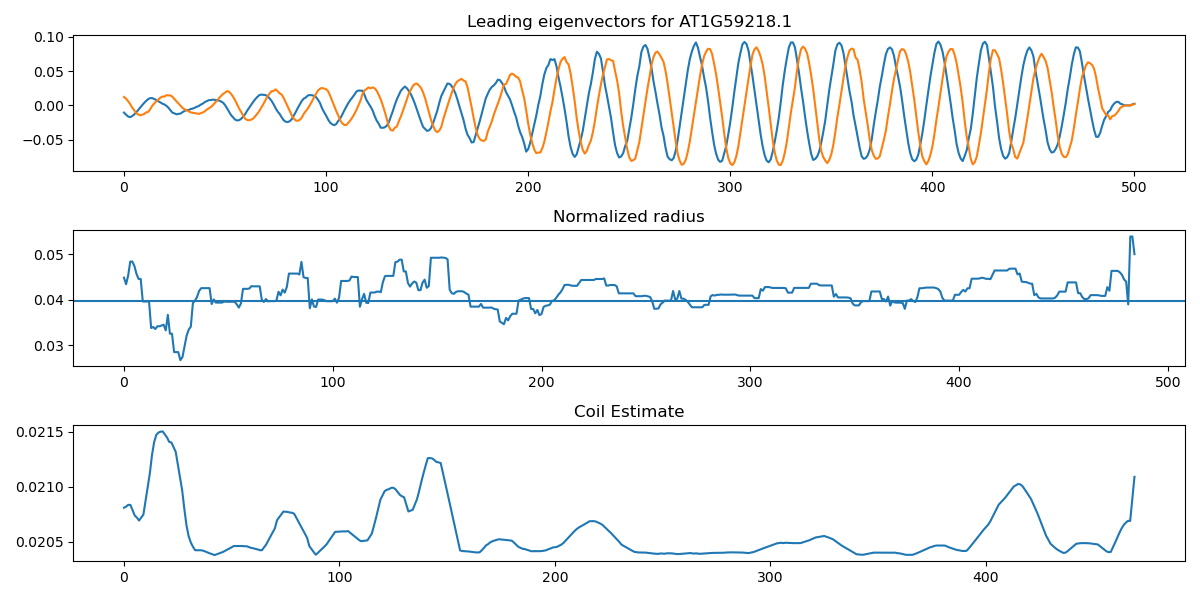 Leading eigenvectors for AT1G59218.1
0.10
0.05
0.00
−0.05
0 100 200 300 400 500
Normalized radius
0.05
0.04
0.03
0 100 200 300 400 500
Coil Estimate
0.0215
0.0210
0.0205
0 100 200 300 400